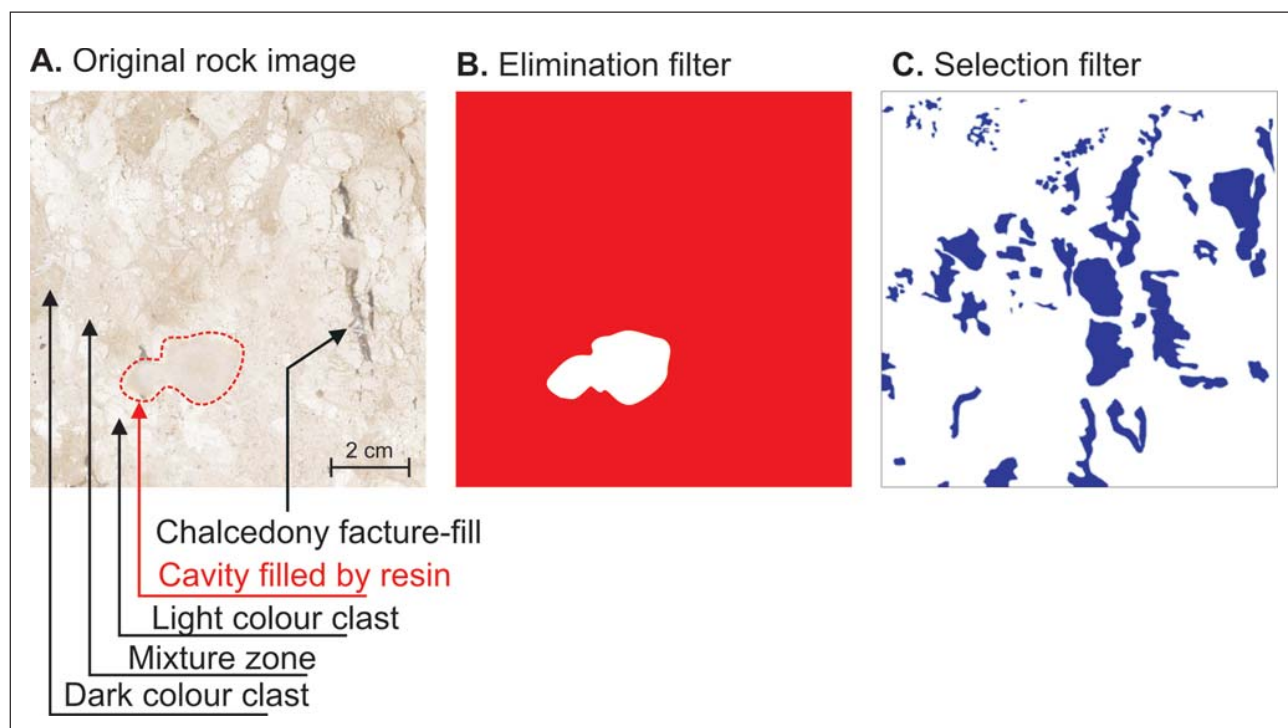 A. Original rock image
B. Elimination filter
C. Selection filter
2 cm
Chalcedony facture-fill
Cavity filled by resin
Light colour clast
Mixture zone
Dark colour clast